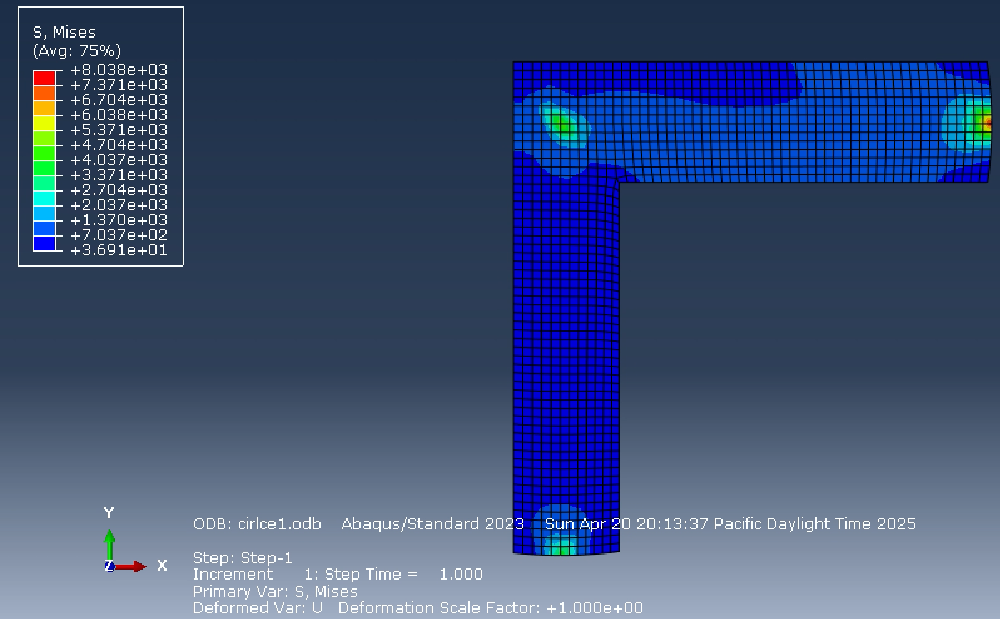 S, Mises
(Avg: 75%)
+8.038e+03
+7.371e+03
+6.704e+03
+6.038e+03
+5.371e+03
+4.704e+03
+4.037e+03
+3.371e+03
+2.704e+03
+2.037e+03
+1.370e+03
+7.037e+02
+3.691e+01
Y
Z X
ODB: cirlce1.odb Abaqus/Standard 2023 Sun Apr 20 20:13:37 Pacific Daylight Time 2025
Step: Step-1
Increment 1: Step Time = 1.000
Primary Var: S, Mises
Deformed Var: U Deformation Scale Factor: +1.000e+00